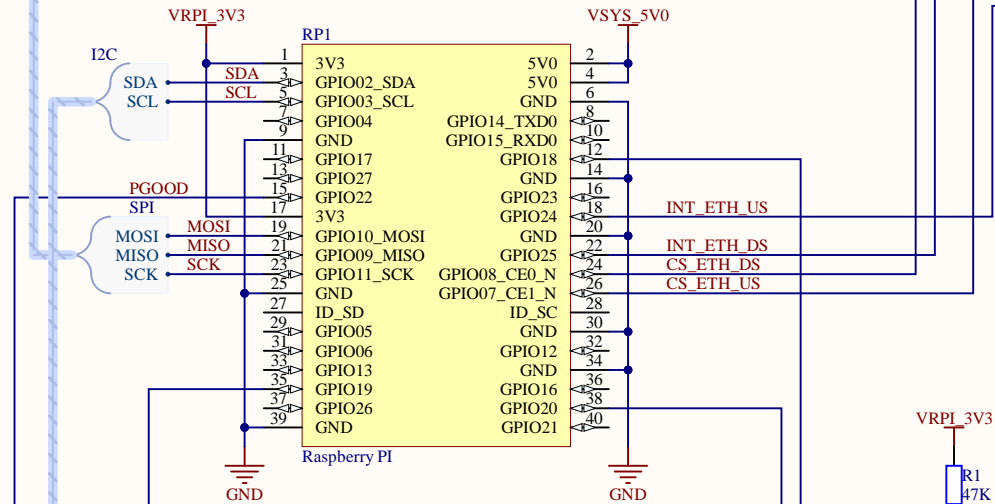 VRPI_3V3
VSYS_5V0
RP1
I2C
1 3V3 5V0 2
SDA SDA 3 GPIO02_SDA 5V0 4
SCL SCL 5 GPIO03_SCL GND 6
7 GPIO04 GPIO14_TXD0 8
9 GND GPIO15_RXD0 10
11 GPIO17 GPIO18 12
13 GPIO27 GND 14
PGOOD 15 GPIO22 GPIO23 16
SPI 17 3V3 GPIO24 18 INT_ETH_US
MOSI MOSI 19 GPIO10_MOSI GND 20
MISO MISO 21 GPIO09_MISO GPIO25 22 INT_ETH_DS
SCK SCK 23 GPIO11_SCK GPIO08_CE0_N 24 CS_ETH_DS
25 GND GPIO07_CE1_N 26 CS_ETH_US
27 ID_SD ID_SC 28
29 GPIO05 GND 30
31 GPIO06 GPIO12 32
33 GPIO13 GND 34
35 GPIO19 GPIO16 36
37 GPIO26 GPIO20 38
39 GND GPIO21 40
Raspberry PI
GND
GND
VRPI_3V3
R1
47K